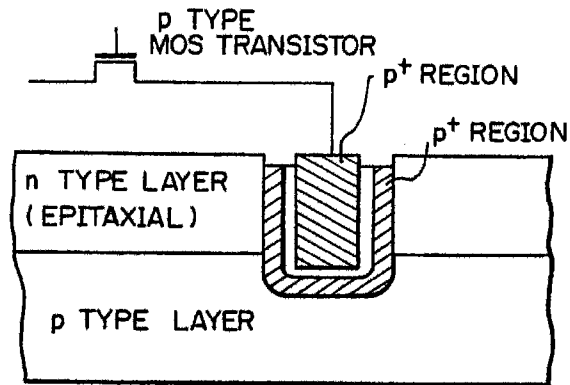 p TYPE
MOS TRANSISTOR
p+ REGION
p+ REGION
n TYPE LAYER
(EPITAXIAL)
p TYPE LAYER